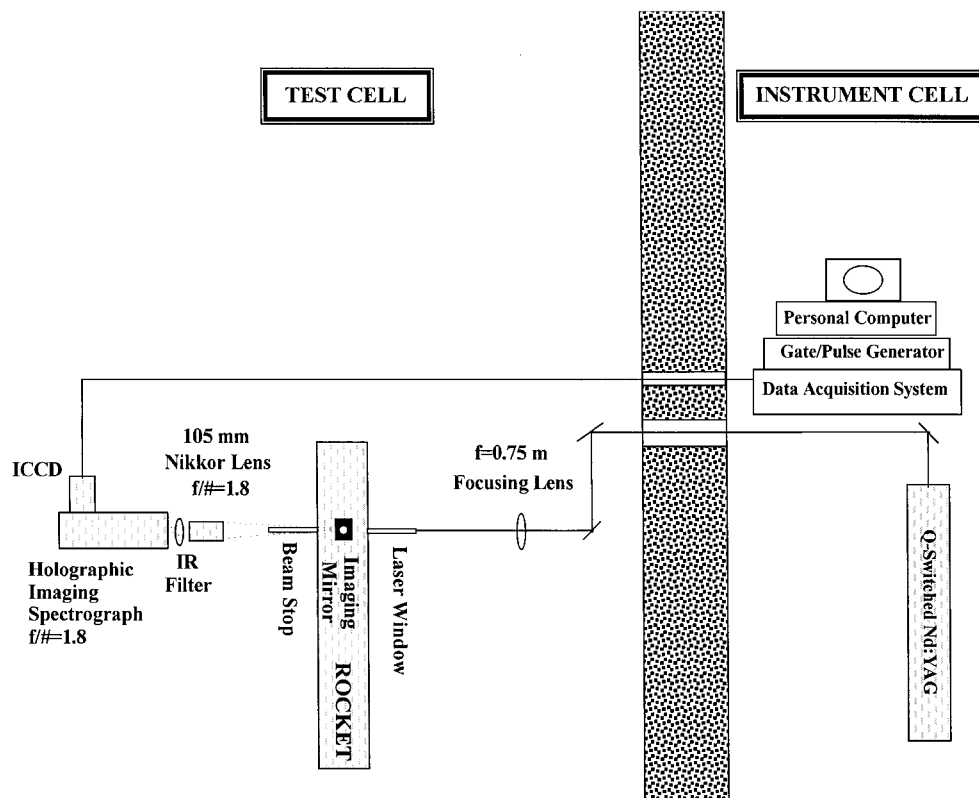 TEST CELL
INSTRUMENT CELL
Personal Computer
Gate/Pulse Generator
Data Acquisition System
105 mm
Nikkor Lens
f/#=1.8
ICCD
f=0.75 m
Focusing Lens
IR
Filter
Holographic
Imaging
Spectrograph
f/#=1.8
Beam Stop
Imaging
Mirror
ROCKET
Laser Window
Q-Switched Nd:YAG